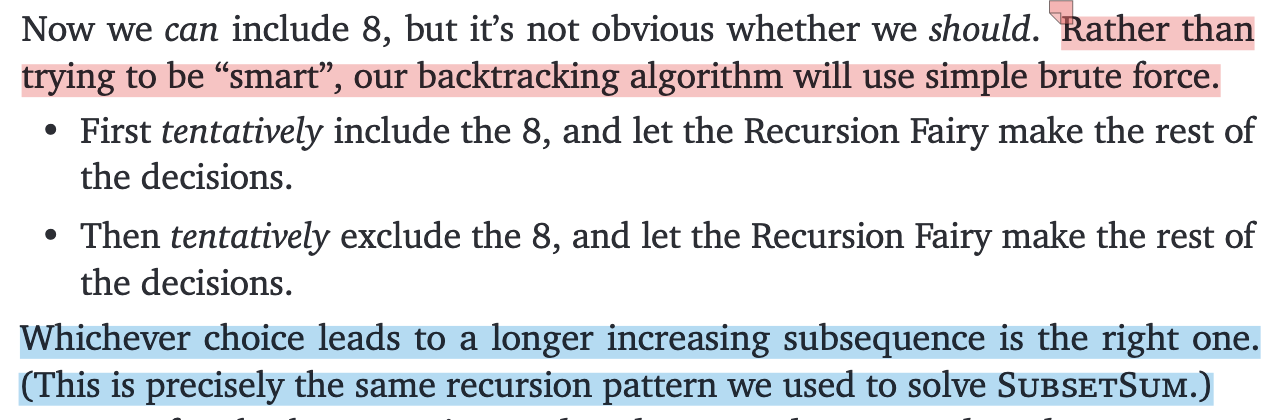 Now we can include 8, but it’s not obvious whether we should. Rather than
trying to be “smart”, our backtracking algorithm will use simple brute force.
• First tentatively include the 8, and let the Recursion Fairy make the rest of
the decisions.
• Then tentatively exclude the 8, and let the Recursion Fairy make the rest of
the decisions.
Whichever choice leads to a longer increasing subsequence is the right one.
(This is precisely the same recursion pattern we used to solve SUBSETSUM.)